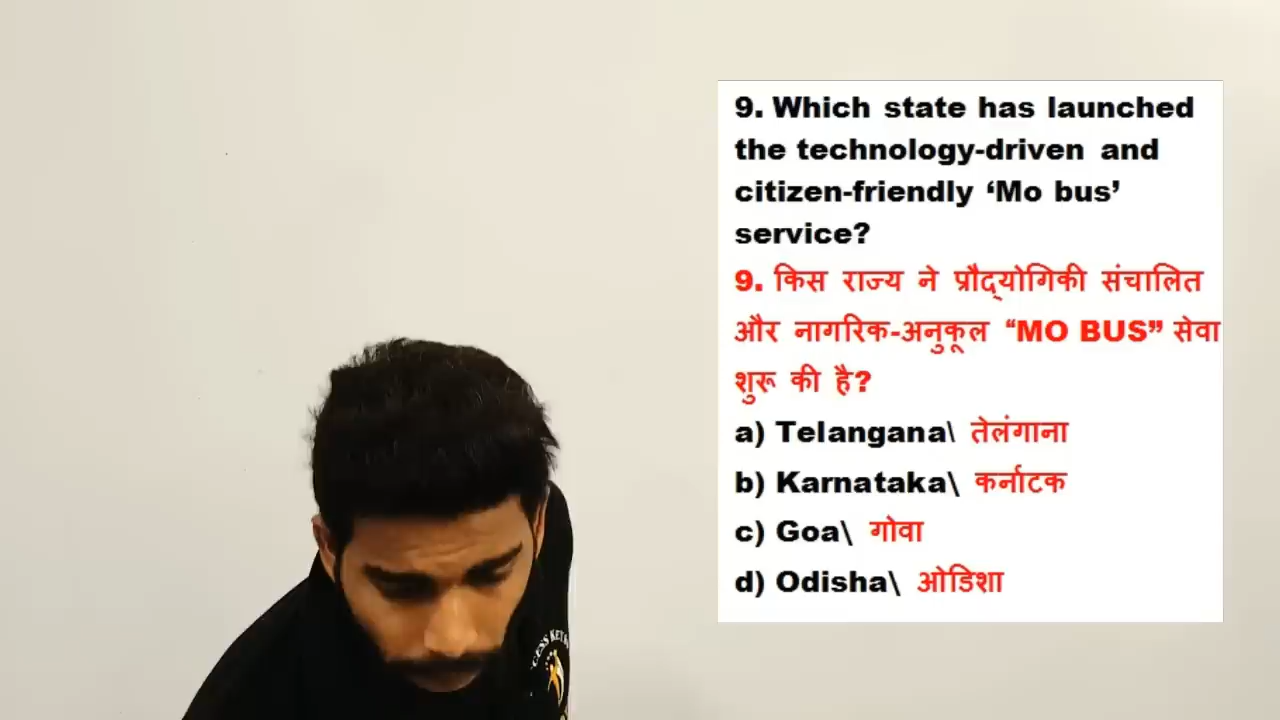 9. Which state has launched
the technology-driven and
citizen-friendly ‘Mo bus’
service?
9. किस राज्य ने प्रौद्योगिकी संचालित
और नागरिक-अनुकूल “MO BUS” सेवा
शुरू की है?
a) Telangana\ तेलंगाना
b) Karnataka\ कर्नाटक
c) Goa\ गोवा
d) Odisha\ ओडिशा